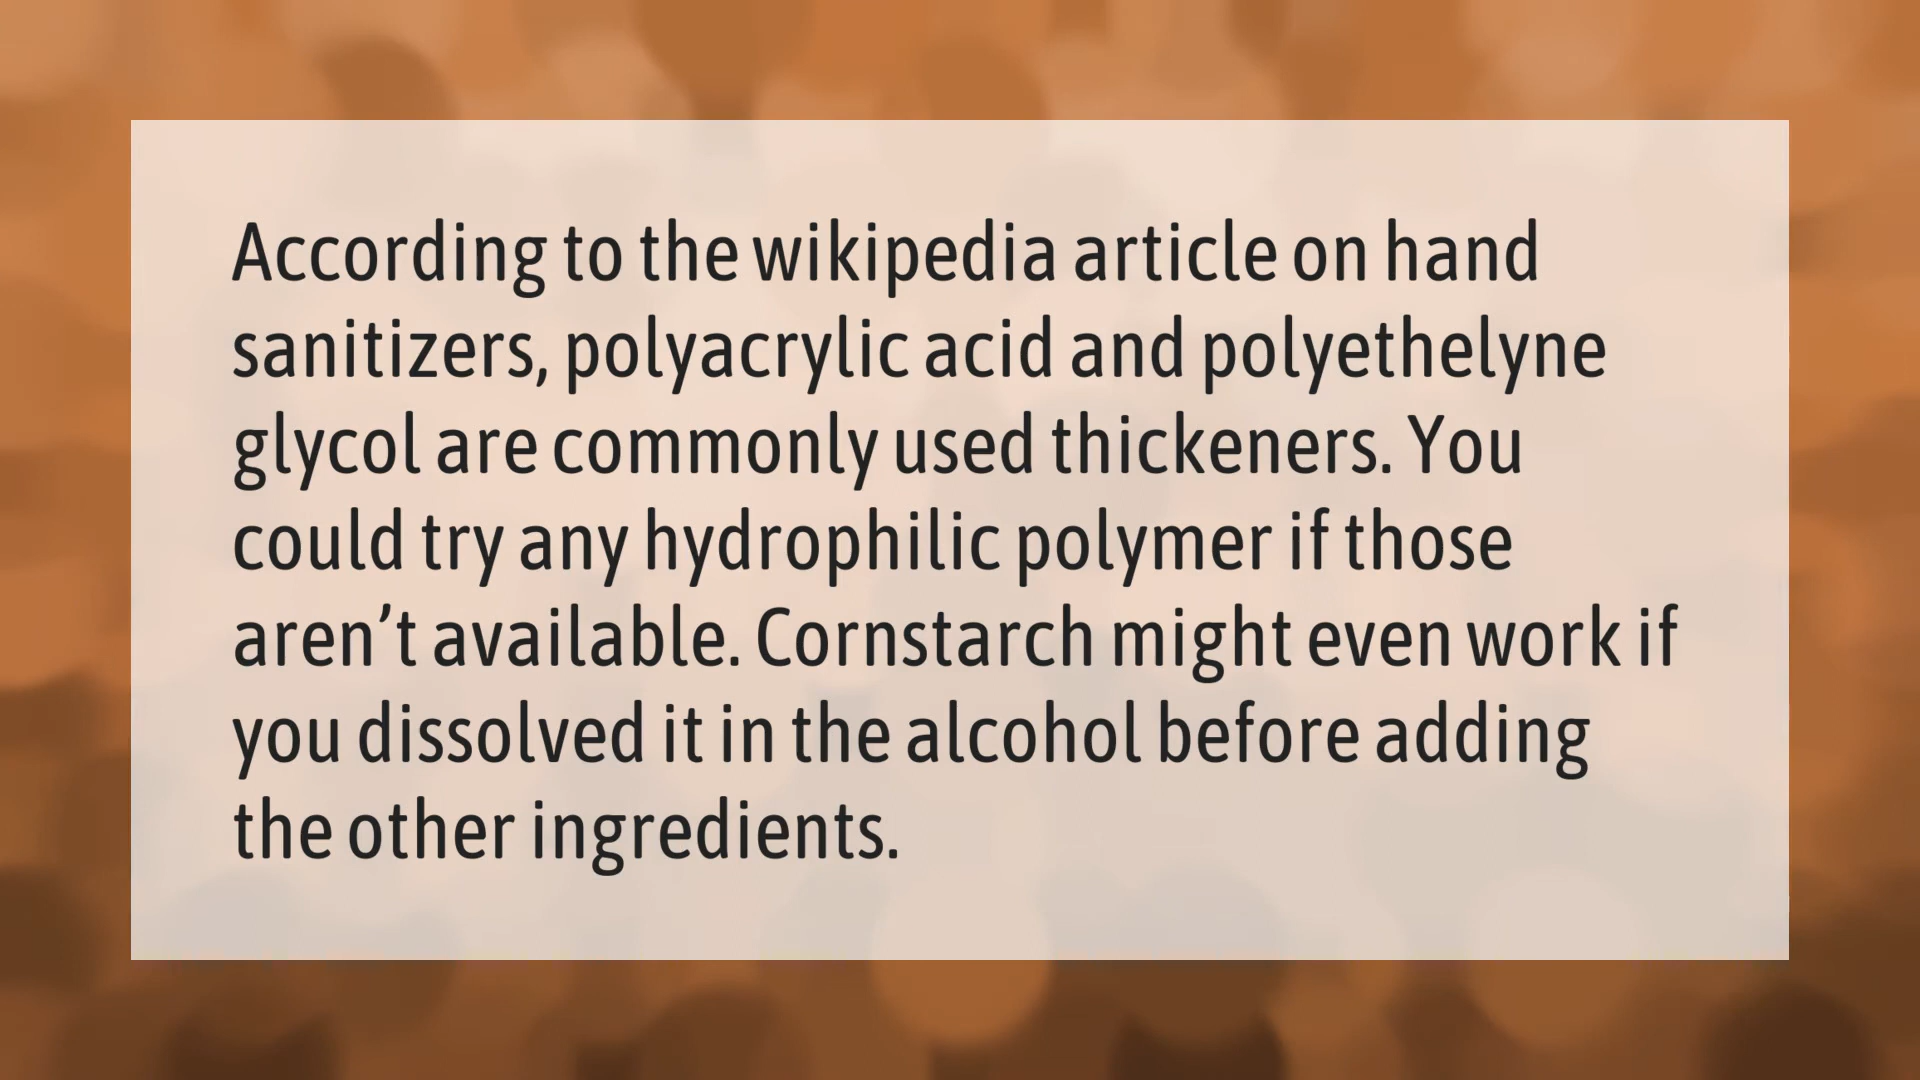 According to the wikipedia article on hand
sanitizers, polyacrylic acid and polyethelyne
glycol are commonly used thickeners. You
could try any hydrophilic polymer if those
aren’t available. Cornstarch might even work if
you dissolved it in the alcohol before adding
the other ingredients.